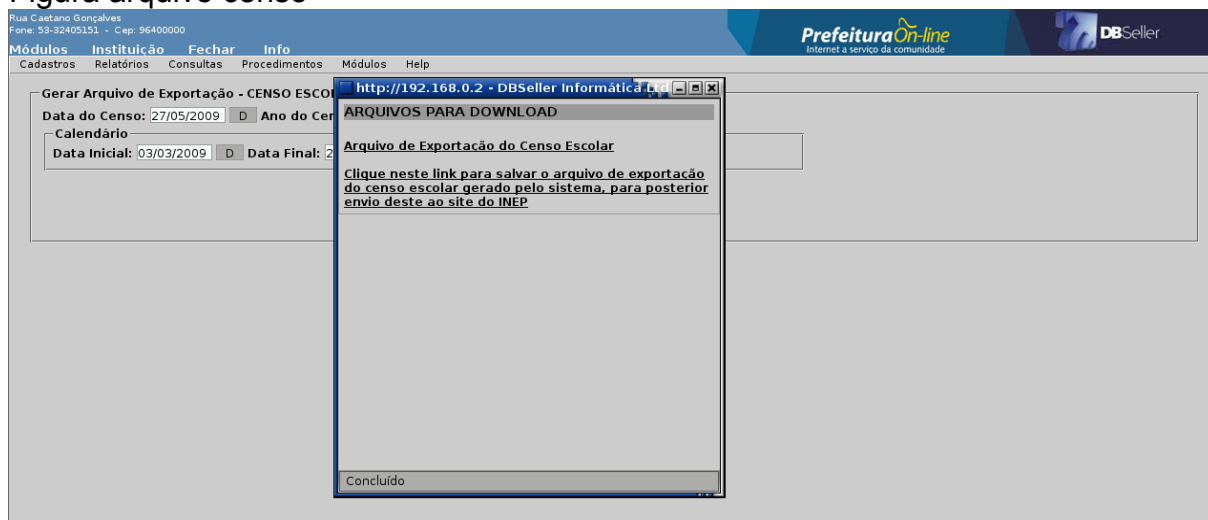 Figura arquivo censo
Rua Caetano Gonçalves
Fone: 53-32405151 - Cep: 96400000
Módulos Instituição Fechar Info
PrefeituraOn-line
Internet a serviço da comunidade
DBSeller
Cadastros Relatórios Consultas Procedimentos Módulos Help
http://192.168.0.2 - DBSeller Informática
Gerar Arquivo de Exportação - CENSO ESCO
Data do Censo: 27/05/2009 D Ano do Cer
Calendário
Data Inicial: 03/03/2009 D Data Final: 2
ARQUIVOS PARA DOWNLOAD
Arquivo de Exportação do Censo Escolar
Clique neste link para salvar o arquivo de exportação
do censo escolar gerado pelo sistema, para posterior
envio deste ao site do INEP
Concluído